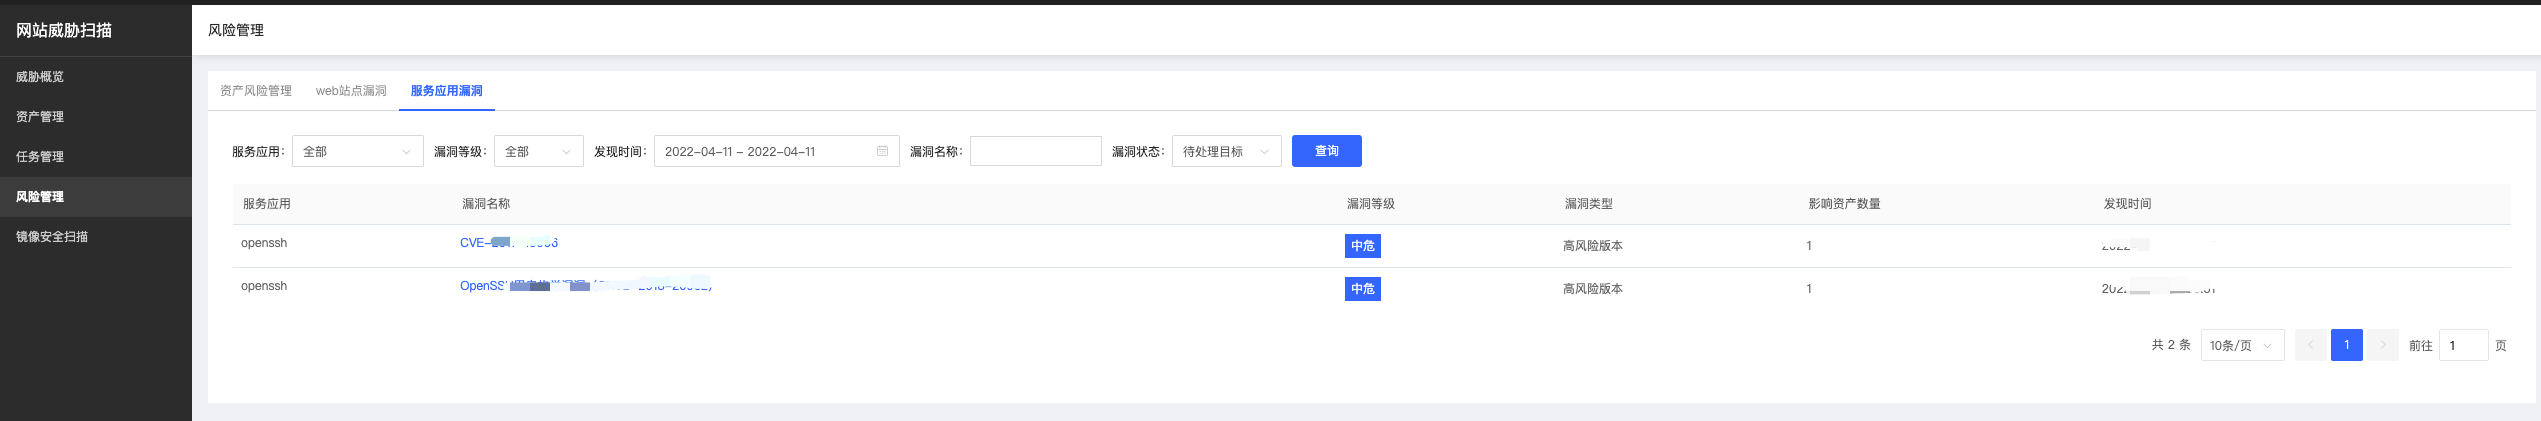 网站威胁扫描
威胁概览
资产管理
任务管理
风险管理
镜像安全扫描
风险管理
资产风险管理 web站点漏洞 服务应用漏洞
服务应用: 全部 漏洞等级: 全部 发现时间: 2022-04-11 - 2022-04-11 漏洞名称: 漏洞状态: 待处理目标 查询
服务应用 漏洞名称 漏洞等级 漏洞类型 影响资产数量 发现时间
openssh 中危 高风险版本 1
openssh 中危 高风险版本 1
共 2 条 10条/页 1 前往 1 页